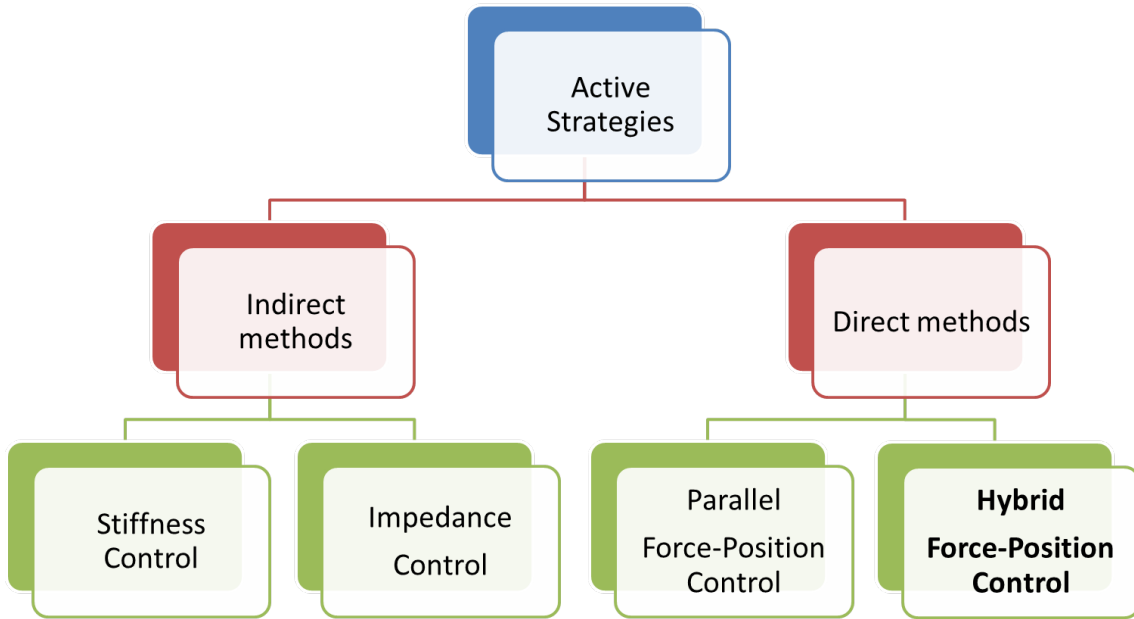 Active
Strategies
Indirect
methods
Direct methods
Stiffness
Control
Impedance
Control
Parallel
Force-Position
Control
Hybrid
Force-Position
Control